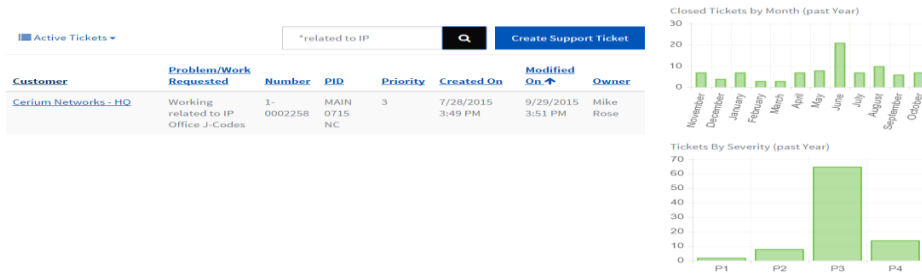 Active Tickets
*related to IP
Create Support Ticket
Customer
Problem/Work
Requested
Number
PID
Priority
Created On
Modified
On
Owner
Cerium Networks - HQ
Working
related to IP
Office J-Codes
1-
0002258
MAIN
0715
NC
3
7/28/2015
3:49 PM
9/29/2015
3:51 PM
Mike
Rose
Closed Tickets by Month (past Year)
30
20
10
0
November
December
January
February
March
April
May
June
July
August
September
October
Tickets By Severity (past Year)
70
60
50
40
30
20
10
0
P1
P2
P3
P4